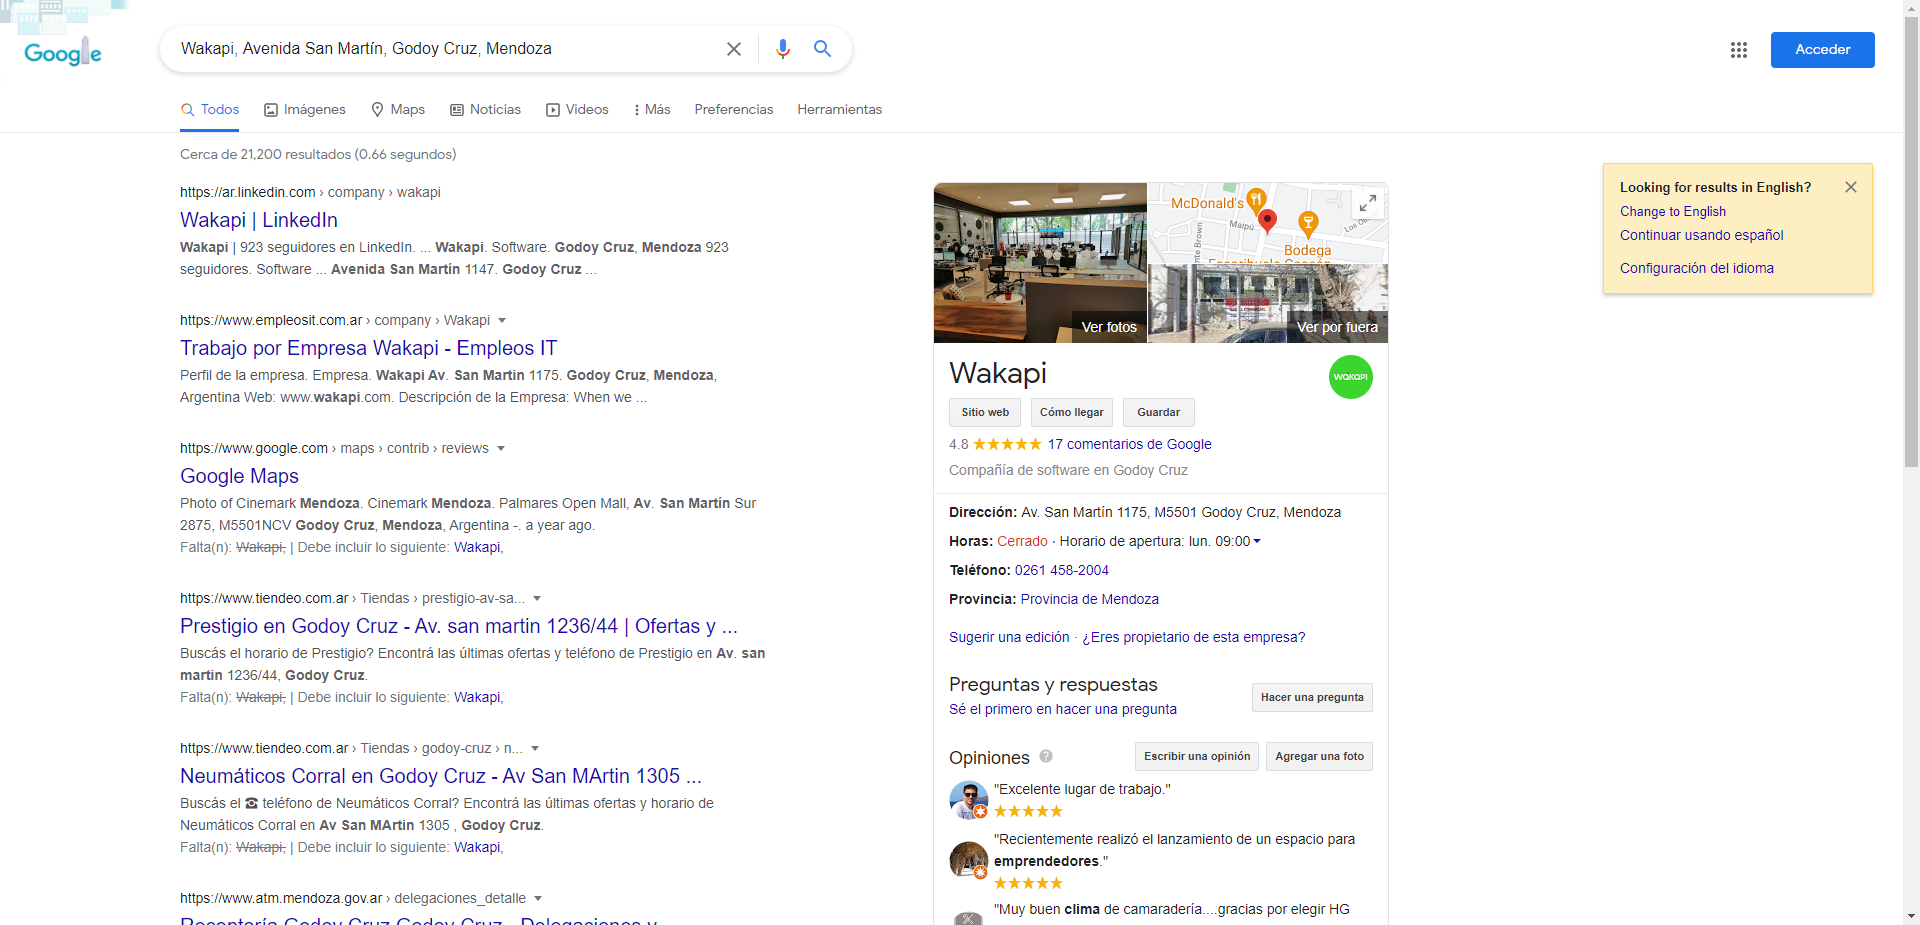 Google
Wakapi, Avenida San Martín, Godoy Cruz, Mendoza
Acceder
Todos
Imágenes
Maps
Noticias
Videos
Más
Preferencias
Herramientas
Cerca de 21,200 resultados (0.66 segundos)
https://ar.linkedin.com › company › wakapi
Wakapi | LinkedIn
Wakapi | 923 seguidores en LinkedIn. ... Wakapi. Software. Godoy Cruz, Mendoza 923
seguidores. Software ... Avenida San Martín 1147. Godoy Cruz ...
https://www.empleosit.com.ar › company › Wakapi
Trabajo por Empresa Wakapi - Empleos IT
Perfil de la empresa. Empresa. Wakapi Av. San Martin 1175. Godoy Cruz, Mendoza,
Argentina Web: www.wakapi.com. Descripción de la Empresa: When we ...
https://www.google.com › maps › contrib › reviews
Google Maps
Photo of Cinemark Mendoza. Cinemark Mendoza. Palmares Open Mall, Av. San Martín Sur
2875, M5501NCV Godoy Cruz, Mendoza, Argentina -. a year ago.
Falta(n): Wakapi, | Debe incluir lo siguiente: Wakapi,
https://www.tiendeo.com.ar › Tiendas › prestigio-av-sa...
Prestigio en Godoy Cruz - Av. san martin 1236/44 | Ofertas y ...
Buscás el horario de Prestigio? Encontrá las últimas ofertas y teléfono de Prestigio en Av. san
martin 1236/44, Godoy Cruz.
Falta(n): Wakapi, | Debe incluir lo siguiente: Wakapi,
https://www.tiendeo.com.ar › Tiendas › godoy-cruz › n...
Neumáticos Corral en Godoy Cruz - Av San MArtin 1305 ...
Buscás el ☎ teléfono de Neumáticos Corral? Encontrá las últimas ofertas y horario de
Neumáticos Corral en Av San MArtin 1305 , Godoy Cruz.
Falta(n): Wakapi, | Debe incluir lo siguiente: Wakapi,
https://www.atm.mendoza.gov.ar › delegaciones_detalle
Receptoría Godoy Cruz Godoy Cruz - Delegaciones y
McDonald's
Maipú
Brown
Los
Bodega
Ver fotos
Ver por fuera
Wakapi
WAKAPI
Sitio web
Cómo llegar
Guardar
4.8 ★★★★★ 17 comentarios de Google
Compañía de software en Godoy Cruz
Dirección: Av. San Martín 1175, M5501 Godoy Cruz, Mendoza
Horas: Cerrado · Horario de apertura: lun. 09:00
Teléfono: 0261 458-2004
Provincia: Provincia de Mendoza
Sugerir una edición · ¿Eres propietario de esta empresa?
Preguntas y respuestas
Sé el primero en hacer una pregunta
Hacer una pregunta
Opiniones
Escribir una opinión
Agregar una foto
"Excelente lugar de trabajo."
"Recientemente realizó el lanzamiento de un espacio para
emprendedores."
"Muy buen clima de camaradería....gracias por elegir HG
Looking for results in English?
Change to English
Continuar usando español
Configuración del idioma